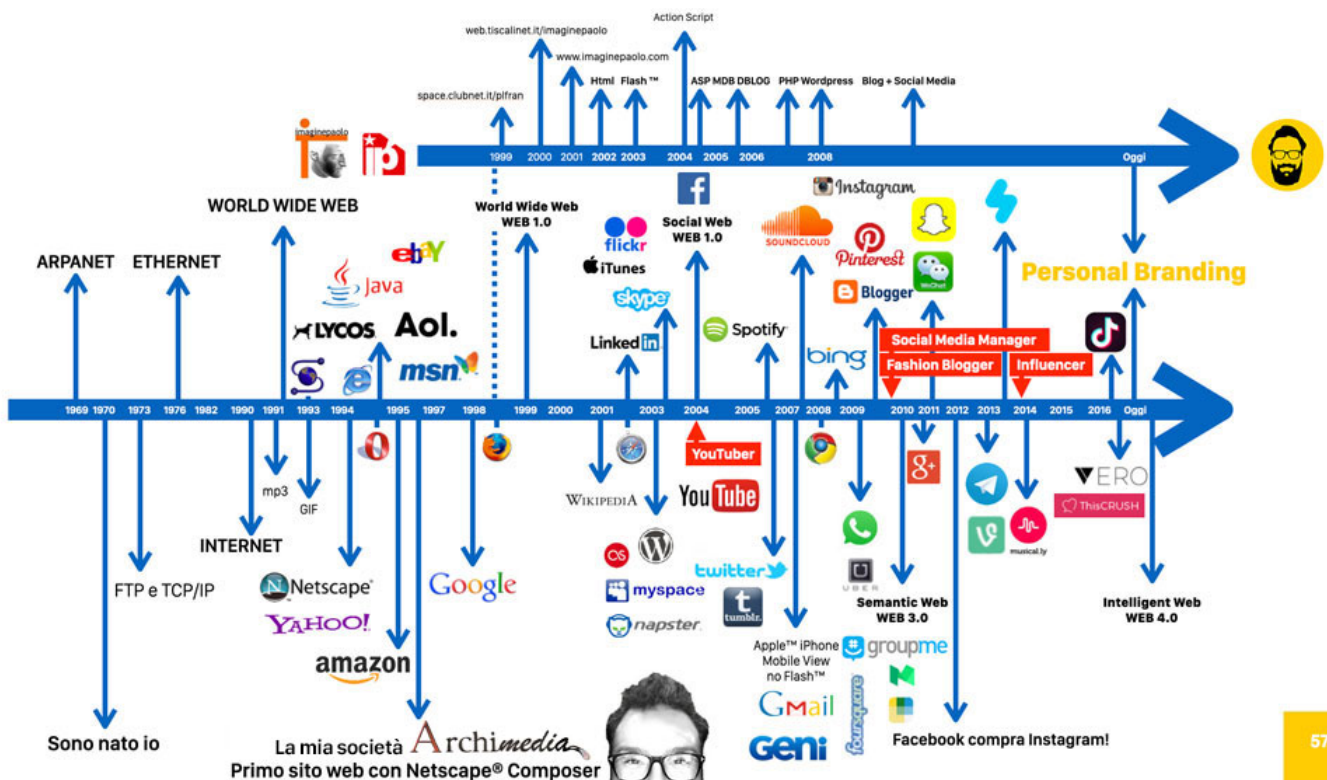 Action Script
web.tiscalinet.it/imaginepaolo
www.imaginepaolo.com
Html Flash ™ ASP MDB DBLOG PHP Wordpress Blog + Social Media
space.clubnet.it/plfran
imaginepaolo
1999 2000 2001 2002 2003 2004 2005 2006 2008 Oggi
WORLD WIDE WEB
World Wide Web
WEB 1.0
Social Web
WEB 1.0
Instagram
flickr
SOUNDCLOUD
Pinterest
WeChat
ARPANET ETHERNET
ebay
Java
iTunes
Personal Branding
skype
Blogger
LYCOS Aol.
Linked in
Spotify
bing
Social Media Manager
msn
Fashion Blogger Influencer
1969 1970 1973 1976 1982 1990 1991 1993 1994 1995 1997 1998 1999 2000 2001 2003 2004 2005 2007 2008 2009 2010 2011 2012 2013 2014 2015 2016 Oggi
YouTuber
g+
mp3
GIF
WIKIPEDIA
YouTube
VERO
ThisCRUSH
musical.ly
INTERNET
FTP e TCP/IP
N Netscape®
Google
twitter
UBER
YAHOO!
myspace
t
tumblr.
Semantic Web
WEB 3.0
Intelligent Web
WEB 4.0
napster
amazon
Apple™ iPhone
Mobile View
no Flash™
groupme
Gmail
foursquare
Geni
Sono nato io
La mia società Archimedia
Primo sito web con Netscape® Composer
Facebook compra Instagram!
57